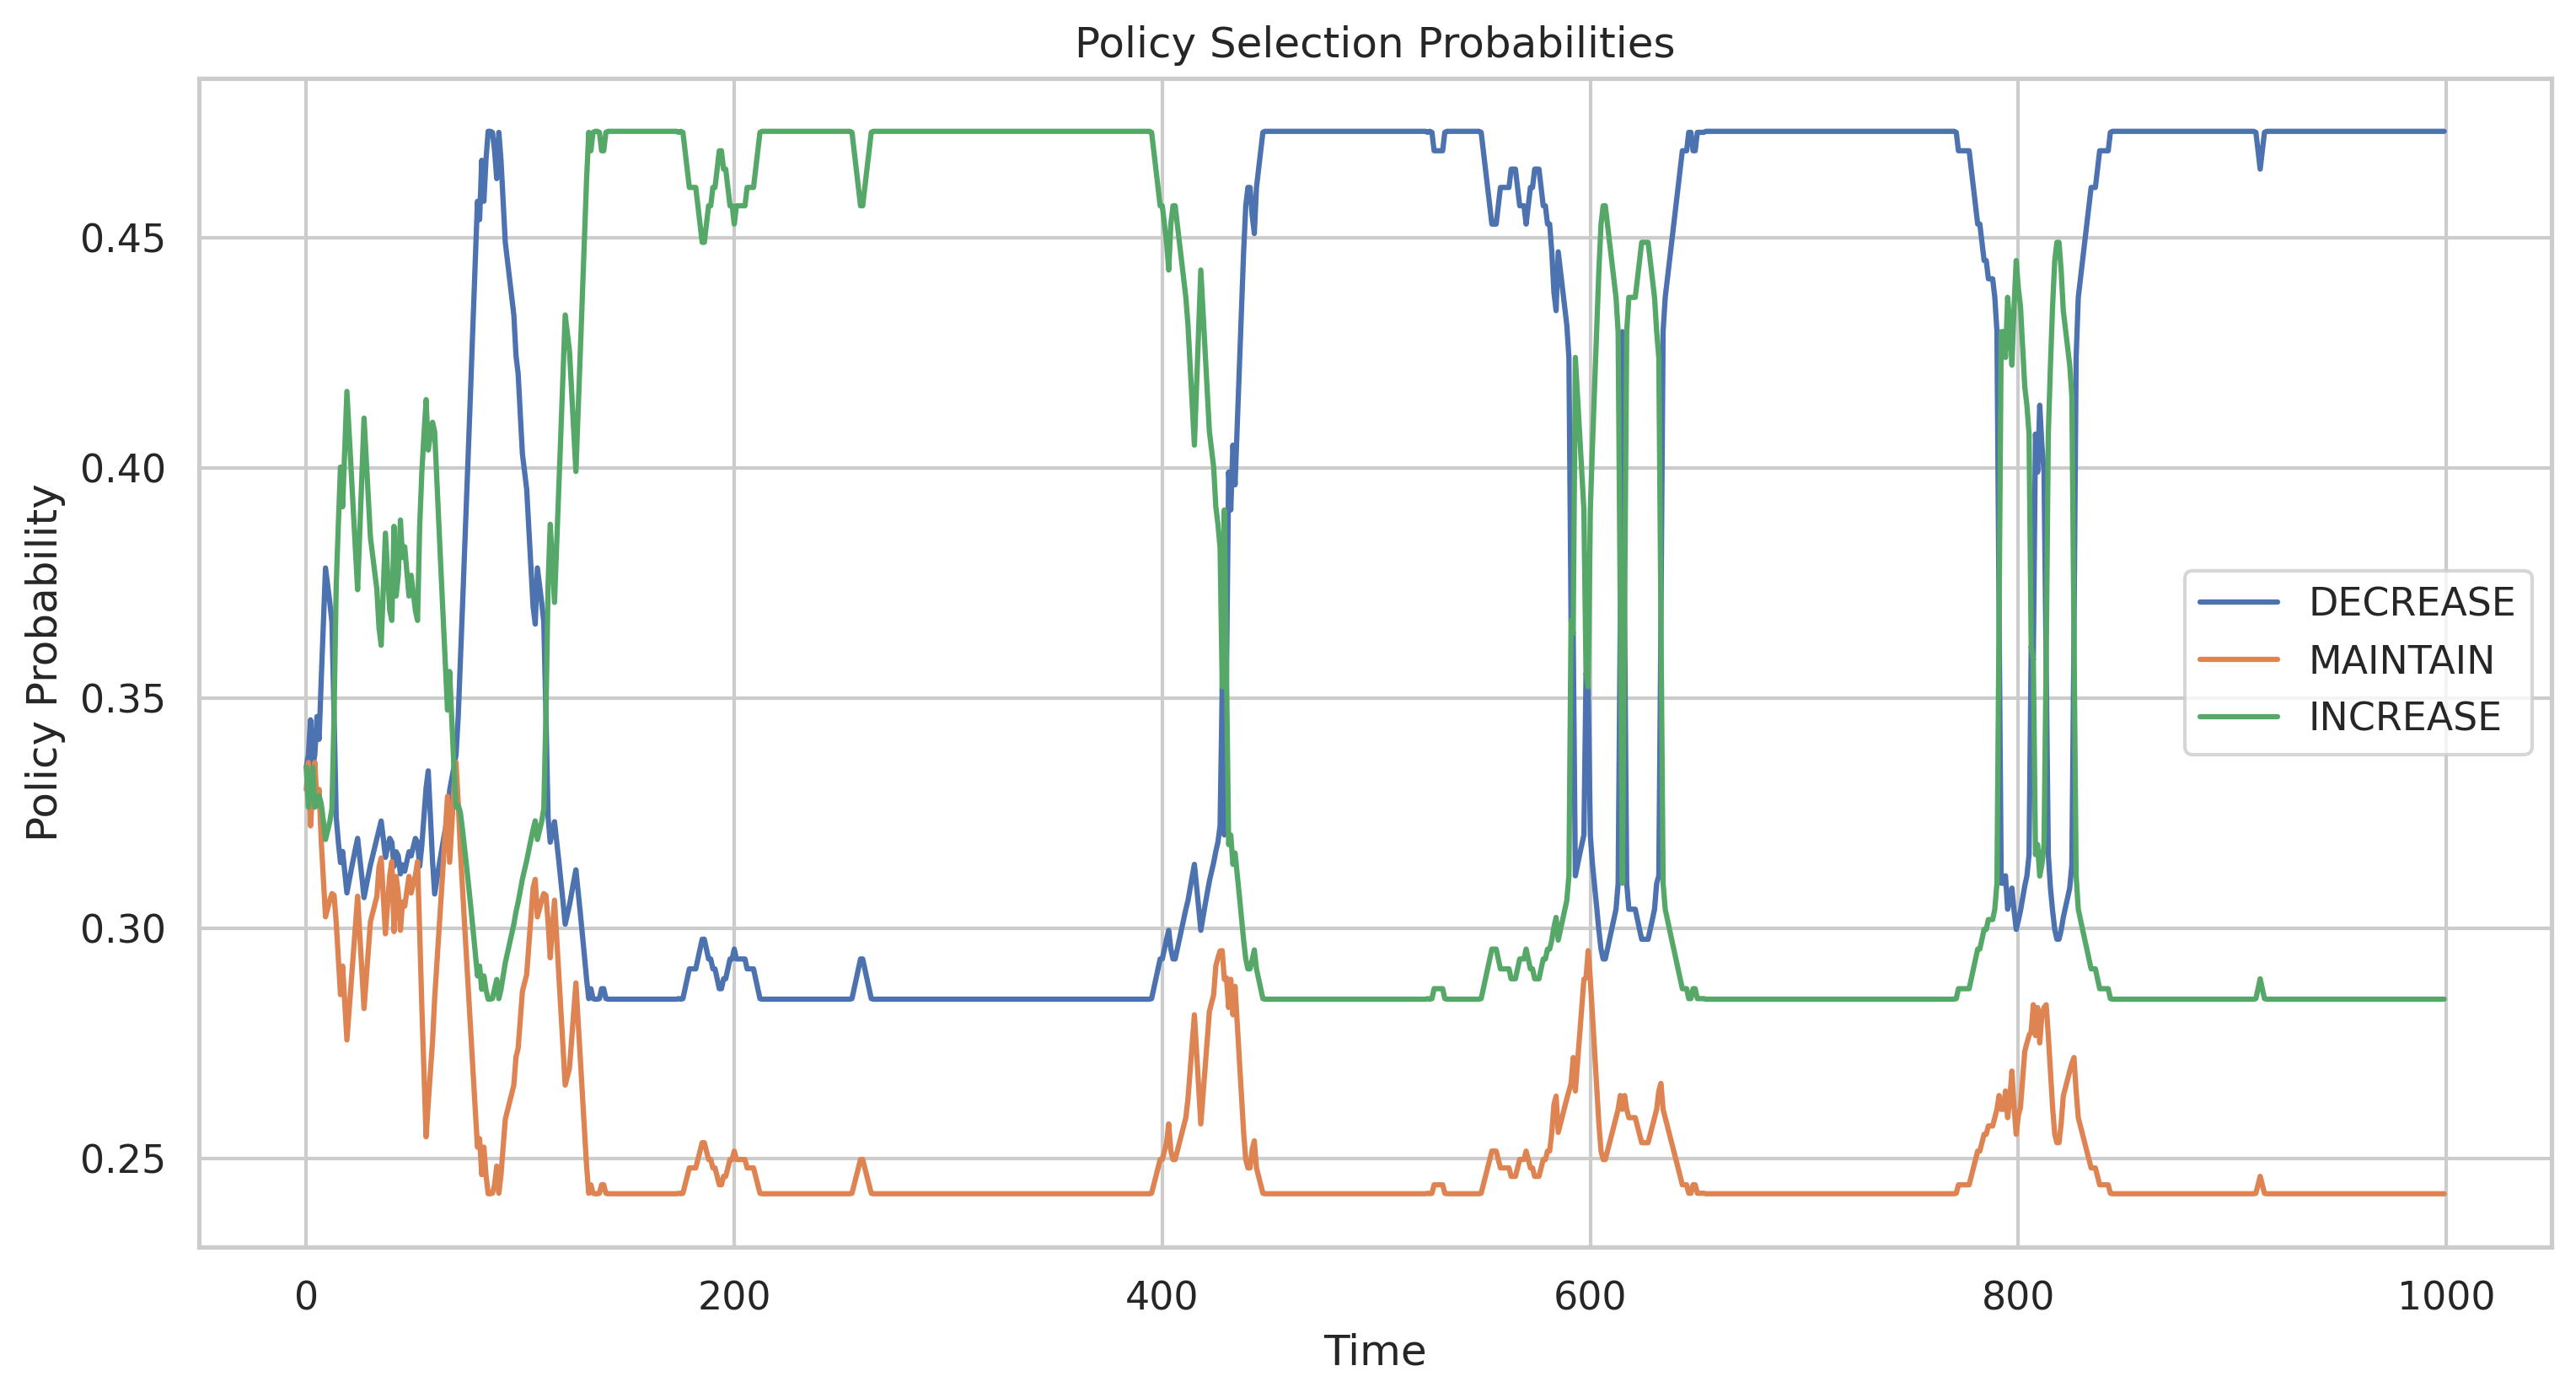 Policy Selection Probabilities
Policy Probability
0.45
0.40
0.35
0.30
0.25
DECREASE
MAINTAIN
INCREASE
0 200 400 600 800 1000
Time